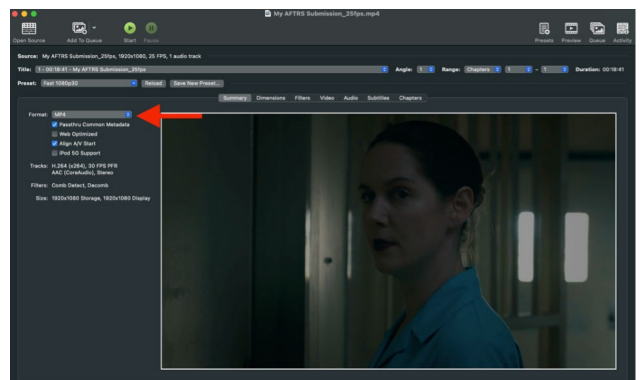 My AFTRS Submission_25fps.mp4
Open Source Add To Queue Start Pause Presets Preview Queue Activity
Source: My AFTRS Submission_25fps, 1920x1080, 25 FPS, 1 audio track
Title: 1 - 00:18:41 - My AFTRS Submission_25fps Angle: 1 Range: Chapters 1 - 1 Duration: 00:18:41
Preset: Fast 1080p30 Reload Save New Preset...
Summary Dimensions Filters Video Audio Subtitles Chapters
Format: MP4
Passthru Common Metadata
Web Optimized
Align A/V Start
iPod 5G Support
Tracks: H.264 (x264), 30 FPS PFR
AAC (CoreAudio), Stereo
Filters: Comb Detect, Decomb
Size: 1920x1080 Storage, 1920x1080 Display